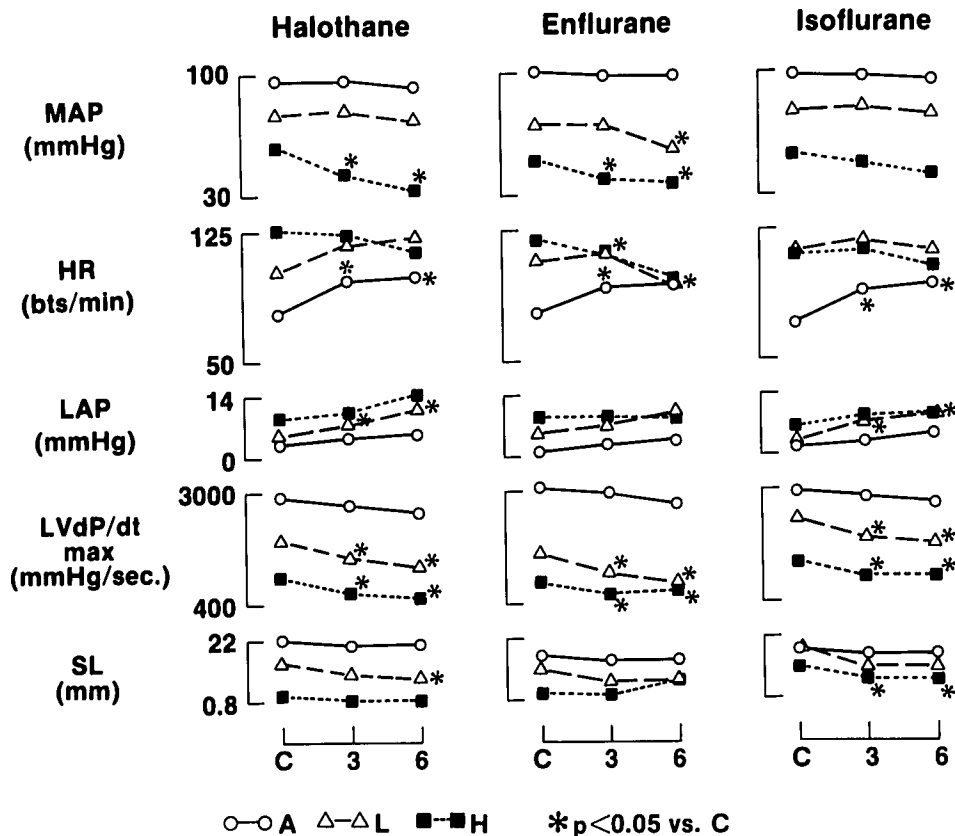 Halothane Enflurane Isoflurane
100
MAP
(mmHg)
30
* * * * *
125
HR
(bts/min)
50
* * * * * * *
14
LAP
(mmHg)
0
* * * *
3000
LVdP/dt
max
(mmHg/sec.)
400
* * * * * * * * * * * *
22
SL
(mm)
0.8
* * *
C 3 6 C 3 6 C 3 6
A L H * p<0.05 vs. C